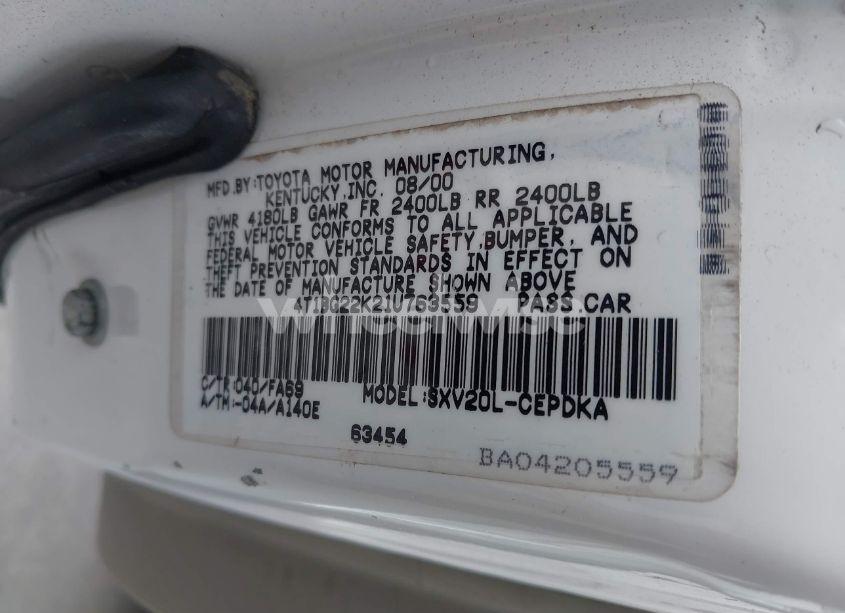 MFD.BY:TOYOTA MOTOR MANUFACTURING,
KENTUCKY,INC. 08/00
GVWR 4180LB GAWR FR 2400LB RR 2400LB
THIS VEHICLE CONFORMS TO ALL APPLICABLE
FEDERAL MOTOR VEHICLE SAFETY,BUMPER, AND
THEFT PREVENTION STANDARDS IN EFFECT ON
THE DATE OF MANUFACTURE SHOWN ABOVE
4T1BG22K21U763559 PASS.CAR
C/TR:040/FA69
A/TM:-04A/A140E
MODEL:SXV20L-CEPDKA
63454
BA04205559